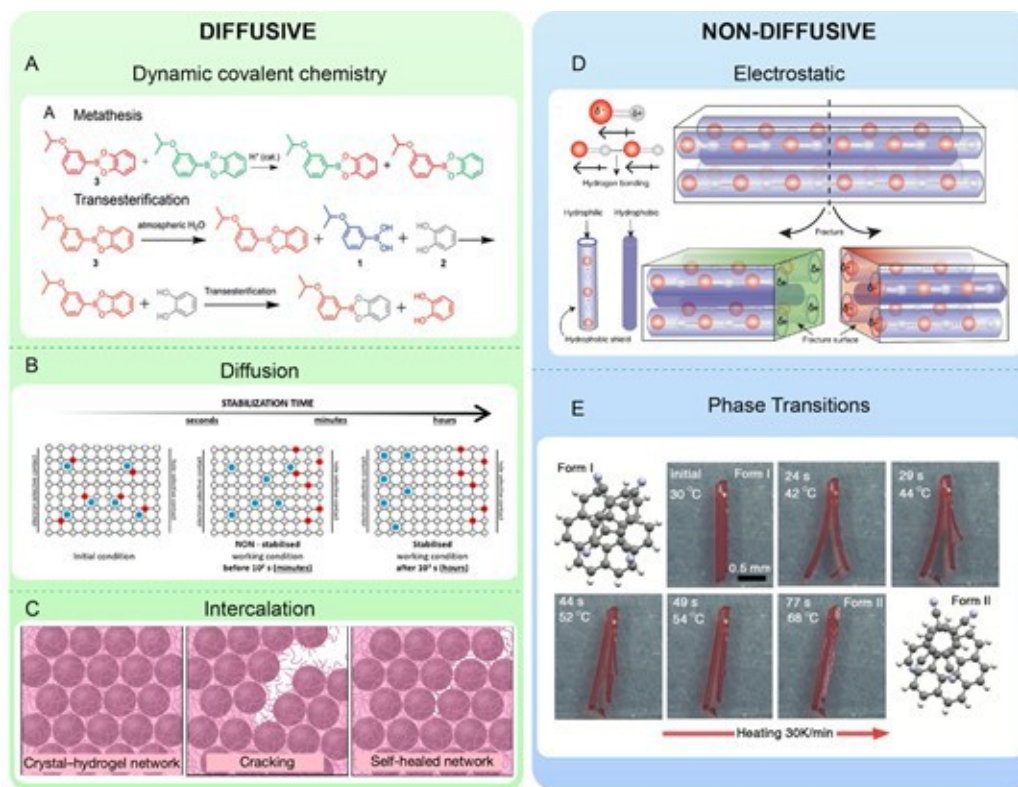 DIFFUSIVE
A
Dynamic covalent chemistry
A
Metathesis
3
+
H⁺ (cat.)
+
Transesterification
atmospheric H₂O
3
+
1
+
2
+
Transesterification
+
B
Diffusion
STABILIZATION TIME
seconds
minutes
hours
Initial condition
NON - stabilised
working condition
before 10³ s (minutes)
Stabilised
working condition
after 10³ s (hours)
C
Intercalation
Crystal–hydrogel network
Cracking
Self-healed network
NON-DIFFUSIVE
D
Electrostatic
δ-
δ+
Hydrogen bonding
Hydrophilic
Hydrophobic
Hydrophobic shield
Fracture
Fracture surface
E
Phase Transitions
Form I
initial
Form I
30 °C
0.5 mm
24 s
42 °C
29 s
44 °C
44 s
52 °C
49 s
54 °C
77 s
Form II
68 °C
Form II
Heating 30K/min